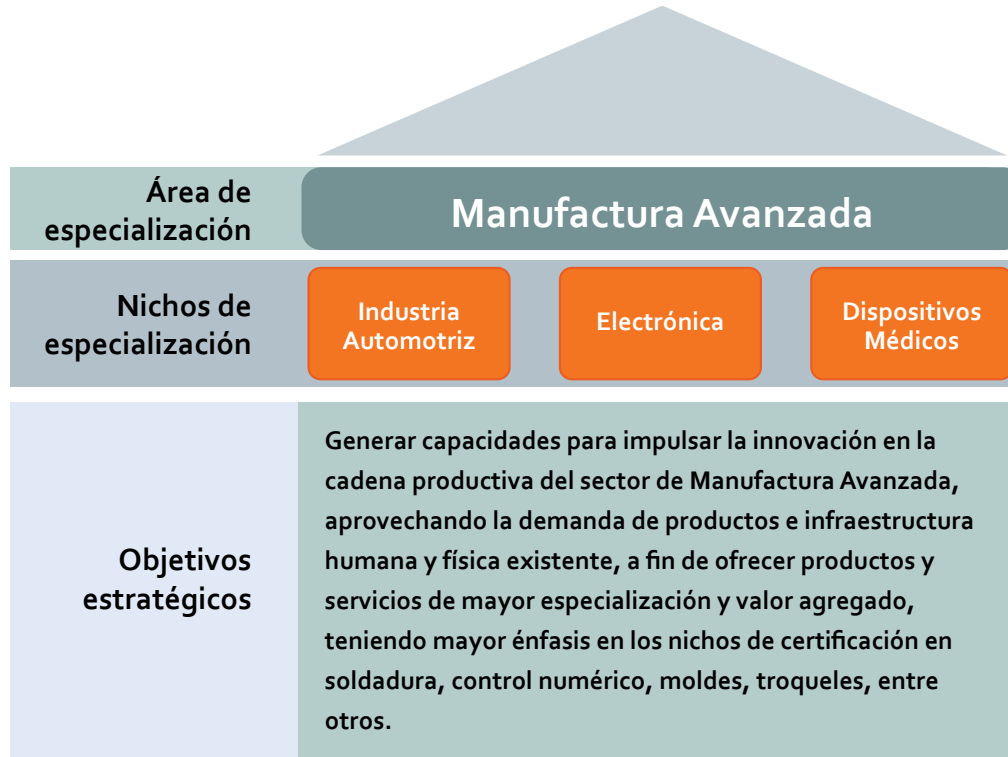 Área de
especialización
Manufactura Avanzada
Nichos de
especialización
Industria
Automotriz
Electrónica
Dispositivos
Médicos
Objetivos
estratégicos
Generar capacidades para impulsar la innovación en la
cadena productiva del sector de Manufactura Avanzada,
aprovechando la demanda de productos e infraestructura
humana y física existente, a fin de ofrecer productos y
servicios de mayor especialización y valor agregado,
teniendo mayor énfasis en los nichos de certificación en
soldadura, control numérico, moldes, troqueles, entre
otros.